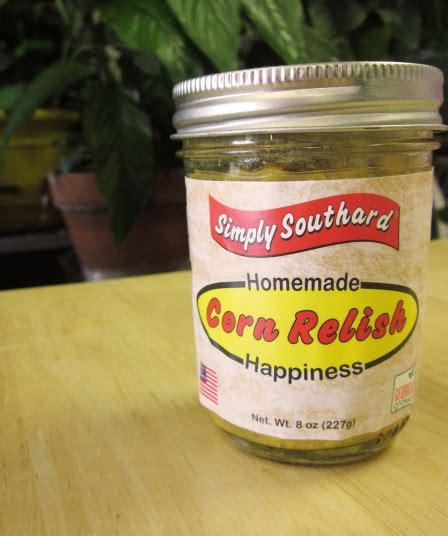 Simply Southard
Homemade
Corn Relish
Happiness
Net. Wt. 8 oz (227g)